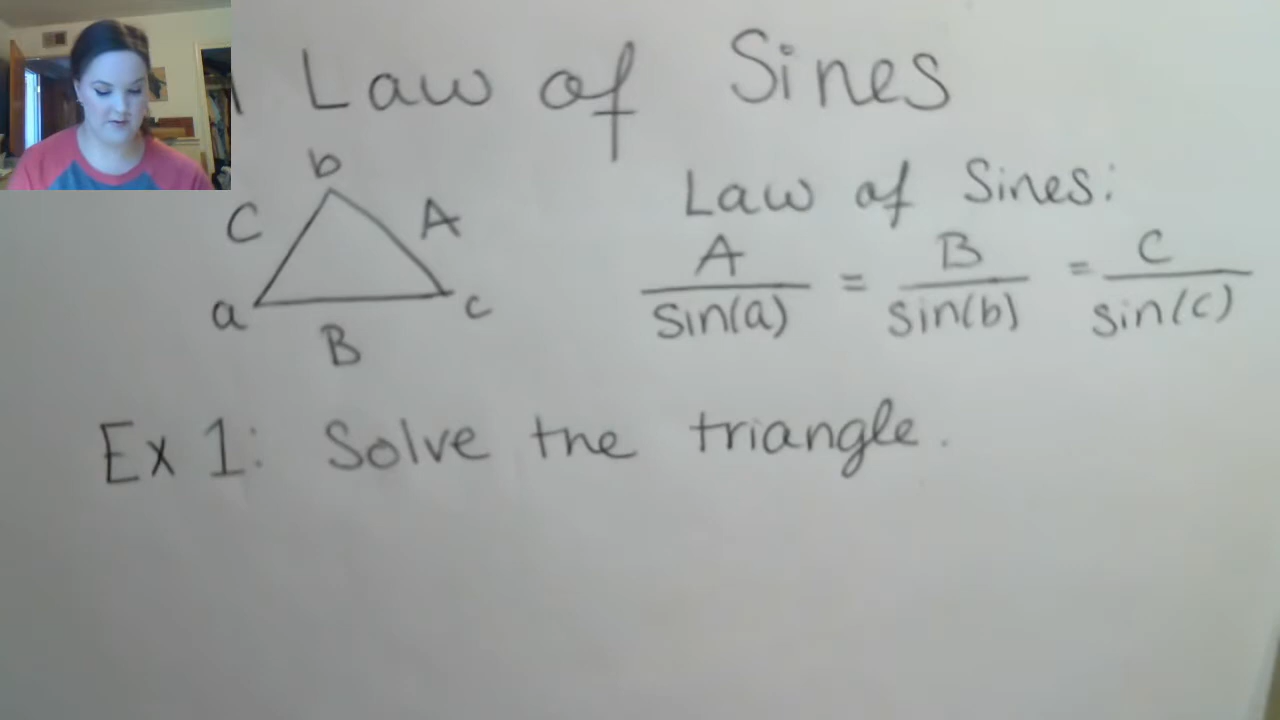 Law of Sines
b
C A
a c
B
Law of Sines:
A/sin(a) = B/sin(b) = C/sin(c)
Ex 1: Solve the triangle.